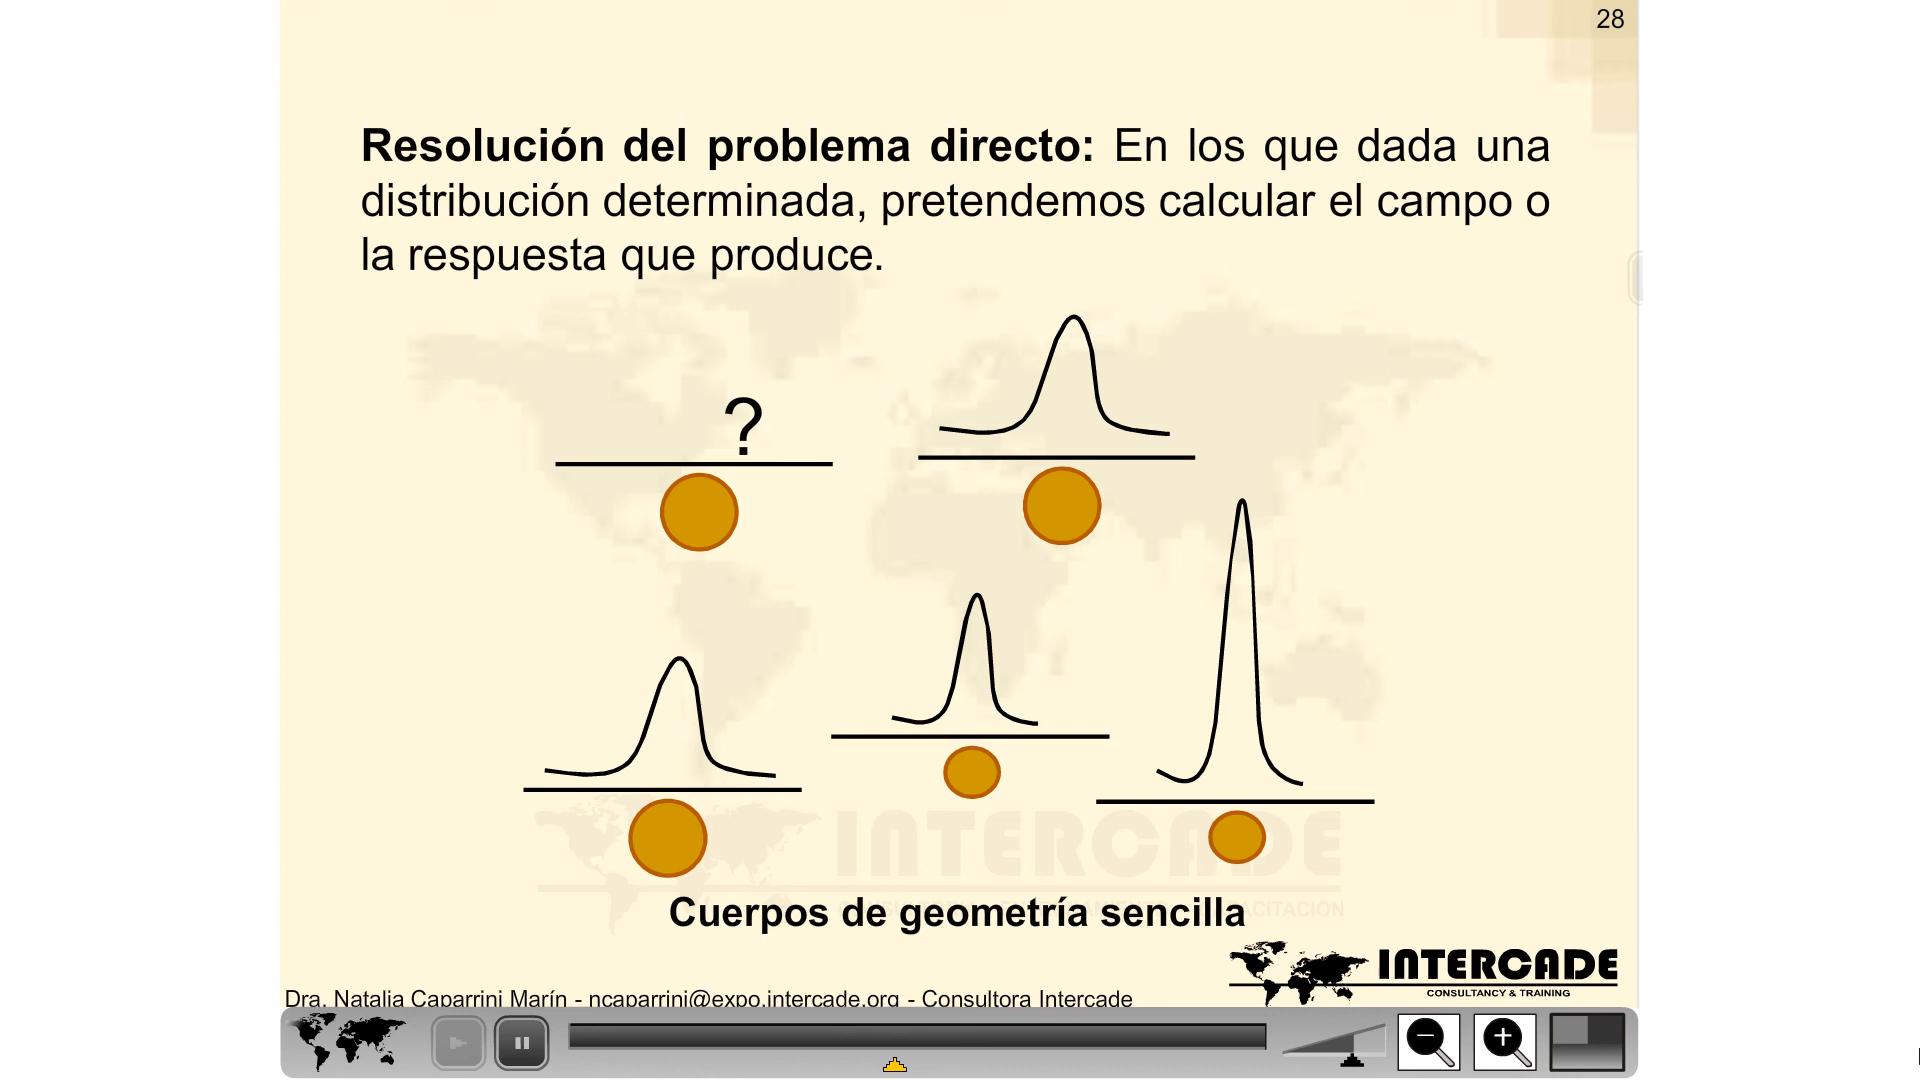 28
Resolución del problema directo: En los que dada una
distribución determinada, pretendemos calcular el campo o
la respuesta que produce.
?
INTERCADE
Cuerpos de geometría sencilla
INTERCADE
CONSULTANCY & TRAINING
Dra. Natalia Caparrini Marín - ncaparrini@expo.intercade.org - Consultora Intercade